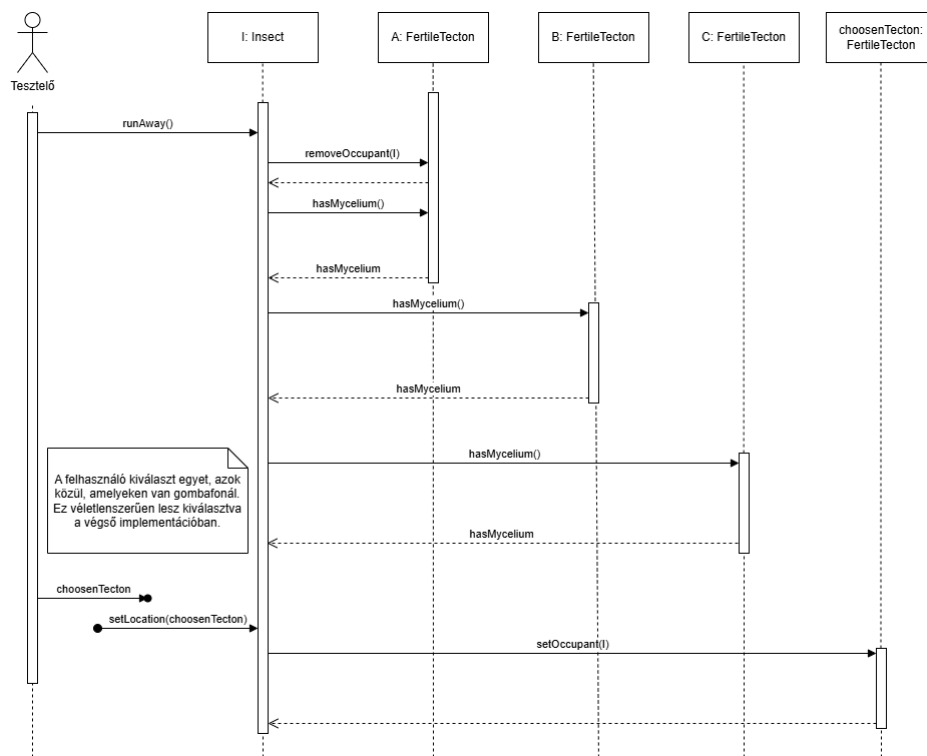 Tesztelő
I: Insect
A: FertileTecton
B: FertileTecton
C: FertileTecton
choosenTecton:
FertileTecton
runAway()
removeOccupant(I)
hasMycelium()
hasMycelium
hasMycelium()
hasMycelium
hasMycelium()
A felhasználó kiválaszt egyet, azok
közül, amelyeken van gombafonál.
Ez véletlenszerűen lesz kiválasztva
a végső implementációban.
hasMycelium
choosenTecton
setLocation(choosenTecton)
setOccupant(I)